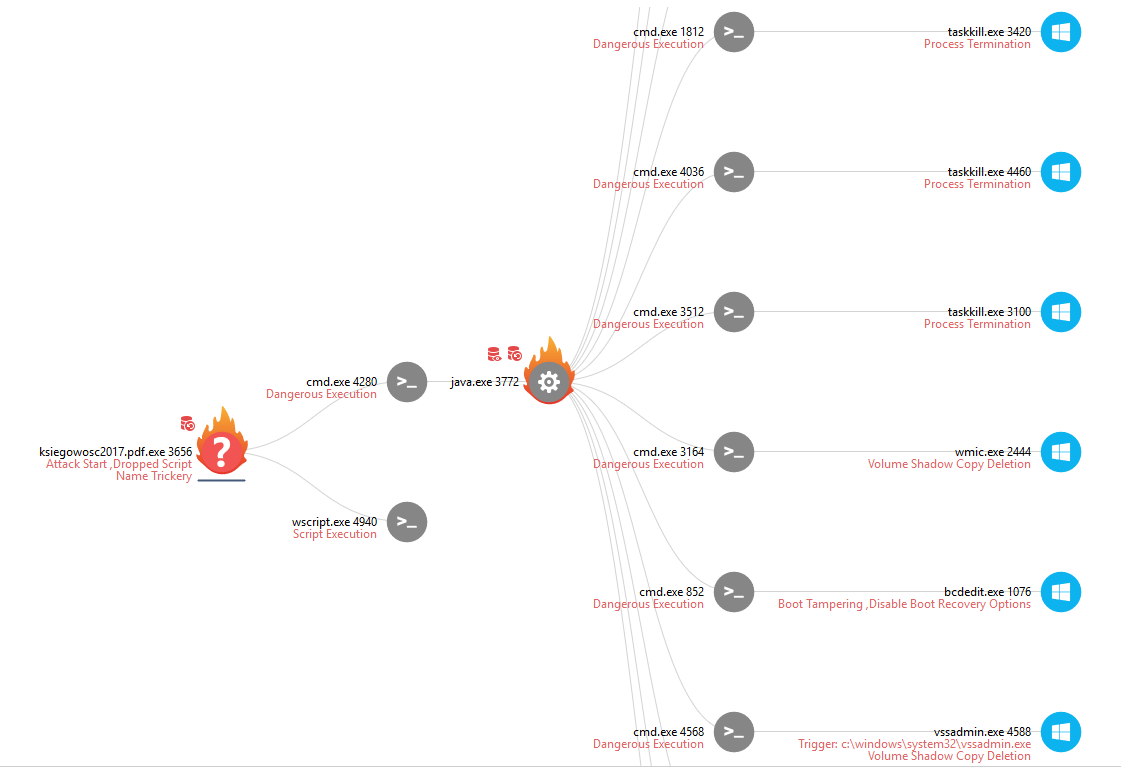 cmd.exe 1812
Dangerous Execution
taskkill.exe 3420
Process Termination
cmd.exe 4036
Dangerous Execution
taskkill.exe 4460
Process Termination
cmd.exe 3512
Dangerous Execution
taskkill.exe 3100
Process Termination
cmd.exe 4280
Dangerous Execution
java.exe 3772
ksiegowosc2017.pdf.exe 3656
Attack Start ,Dropped Script
Name Trickery
cmd.exe 3164
Dangerous Execution
wmic.exe 2444
Volume Shadow Copy Deletion
wscript.exe 4940
Script Execution
cmd.exe 852
Dangerous Execution
bcdedit.exe 1076
Boot Tampering ,Disable Boot Recovery Options
cmd.exe 4568
Dangerous Execution
vssadmin.exe 4588
Trigger: c:\windows\system32\vssadmin.exe
Volume Shadow Copy Deletion